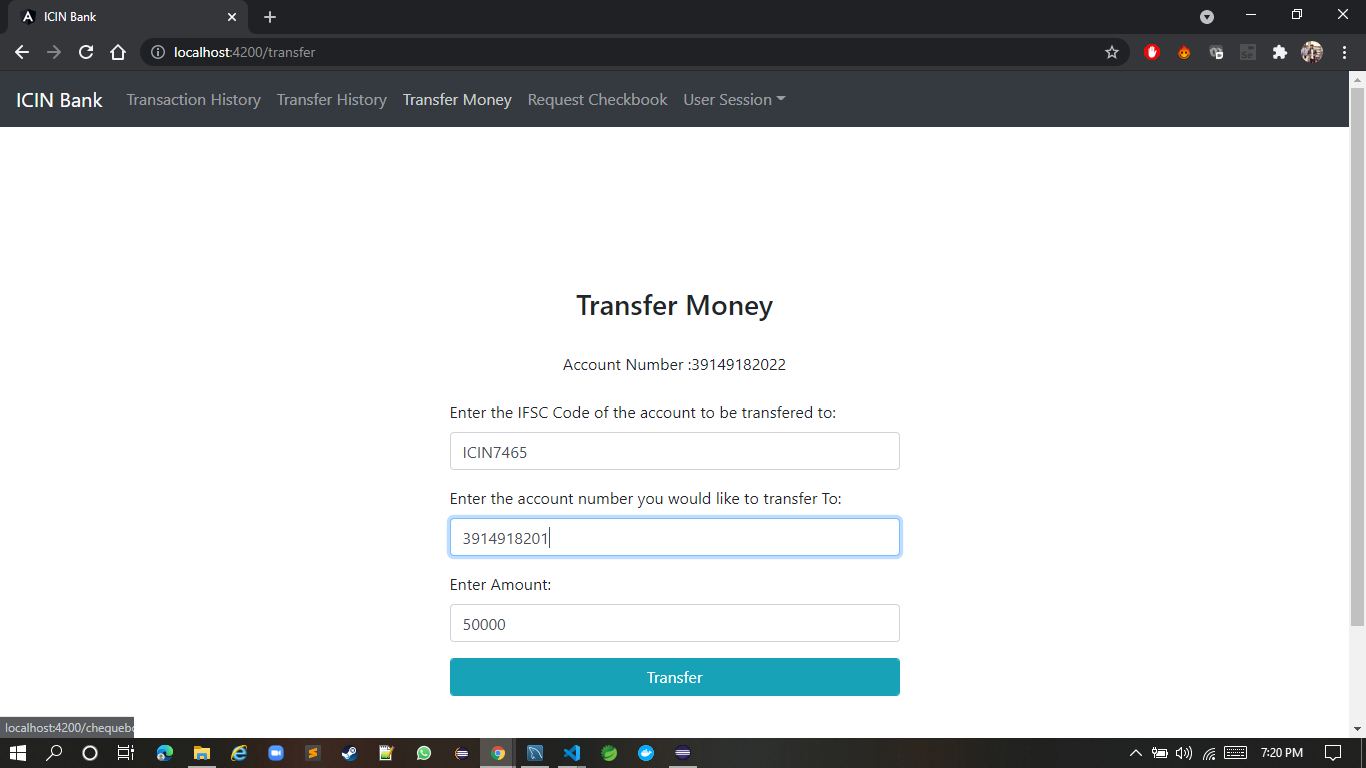 ICIN Bank
localhost:4200/transfer
ICIN Bank Transaction History Transfer History Transfer Money Request Checkbook User Session
Transfer Money
Account Number :39149182022
Enter the IFSC Code of the account to be transfered to:
ICIN7465
Enter the account number you would like to transfer To:
3914918201
Enter Amount:
50000
Transfer
localhost:4200/chequebo
7:20 PM